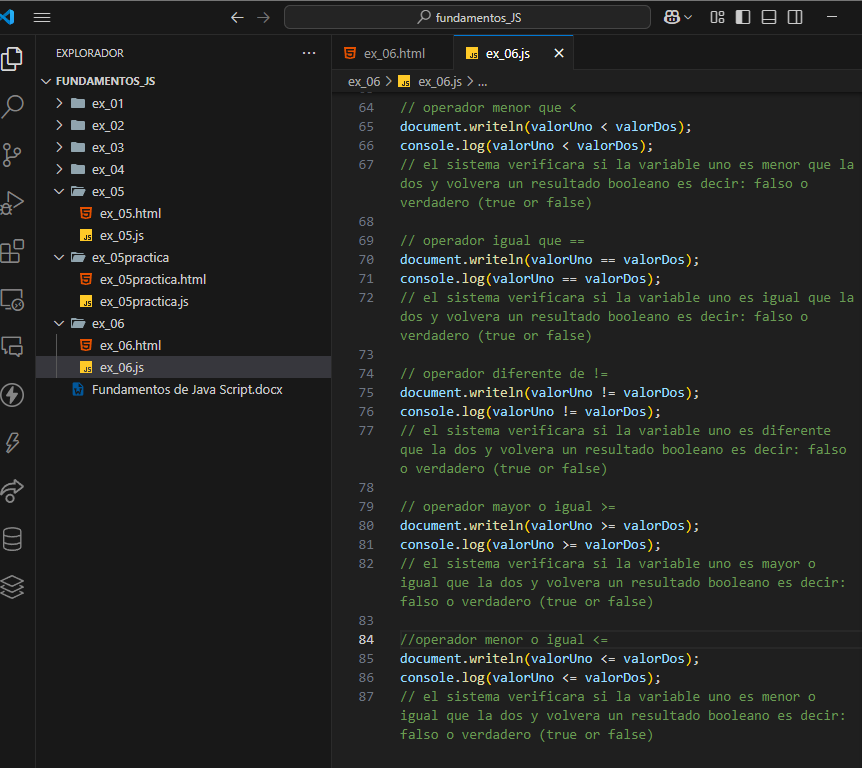 fundamentos_JS
EXPLORADOR
ex_06.html
JS ex_06.js
FUNDAMENTOS_JS
ex_06 > JS ex_06.js > ...
ex_01
ex_02
ex_03
ex_04
ex_05
ex_05.html
JS ex_05.js
ex_05practica
ex_05practica.html
JS ex_05practica.js
ex_06
ex_06.html
JS ex_06.js
Fundamentos de Java Script.docx
64 // operador menor que <
65 document.writeln(valorUno < valorDos);
66 console.log(valorUno < valorDos);
67 // el sistema verificara si la variable uno es menor que la
dos y volvera un resultado booleano es decir: falso o
verdadero (true or false)
68
69 // operador igual que ==
70 document.writeln(valorUno == valorDos);
71 console.log(valorUno == valorDos);
72 // el sistema verificara si la variable uno es igual que la
dos y volvera un resultado booleano es decir: falso o
verdadero (true or false)
73
74 // operador diferente de !=
75 document.writeln(valorUno != valorDos);
76 console.log(valorUno != valorDos);
77 // el sistema verificara si la variable uno es diferente
que la dos y volvera un resultado booleano es decir: falso
o verdadero (true or false)
78
79 // operador mayor o igual >=
80 document.writeln(valorUno >= valorDos);
81 console.log(valorUno >= valorDos);
82 // el sistema verificara si la variable uno es mayor o
igual que la dos y volvera un resultado booleano es decir:
falso o verdadero (true or false)
83
84 //operador menor o igual <=
85 document.writeln(valorUno <= valorDos);
86 console.log(valorUno <= valorDos);
87 // el sistema verificara si la variable uno es menor o
igual que la dos y volvera un resultado booleano es decir:
falso o verdadero (true or false)